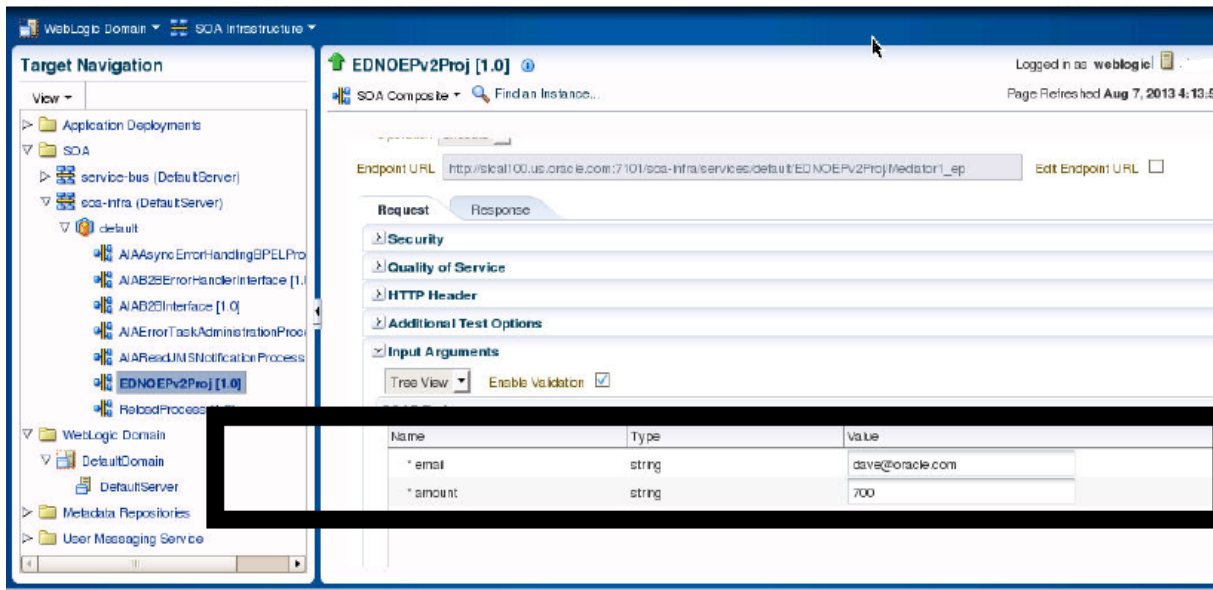 WebLogic Domain SOA Infrastructure
Target Navigation
View
Application Deployments
SOA
service-bus (DefaultServer)
soa-infra (DefaultServer)
default
AIAAsyncErrorHandlingBPELPro
AIAB2BErrorHandlerInterface [1.
AIAB2BInterface [1.0]
AIAErrorTaskAdministrationProc
AIAReadJMSNotificationProcess
EDNOEPv2Proj [1.0]
ReloadProcess
WebLogic Domain
DefaultDomain
DefaultServer
Metadata Repositories
User Messaging Service
EDNOEPv2Proj [1.0]
Logged in as weblogic
SOA Composite Find an Instance...
Page Refreshed Aug 7, 2013 4:13:5
Endpoint URL http://slcal100.us.oracle.com:7101/soa-infra/services/default/EDNOEPv2Proj/Mediator1_ep Edit Endpoint URL
Request Response
Security
Quality of Service
HTTP Header
Additional Test Options
Input Arguments
Tree View Enable Validation
Name Type Value
* email string dave@oracle.com
* amount string 700